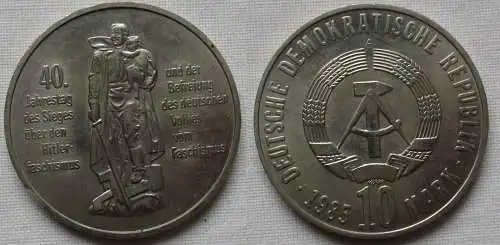 40.
Jahrestag
des Sieges
über den
Hitler-
faschismus
und der
Befreiung
des deutschen
Volkes
vom
Faschismus
DEUTSCHE DEMOKRATISCHE REPUBLIK
A
· 1985 10 MARK ·